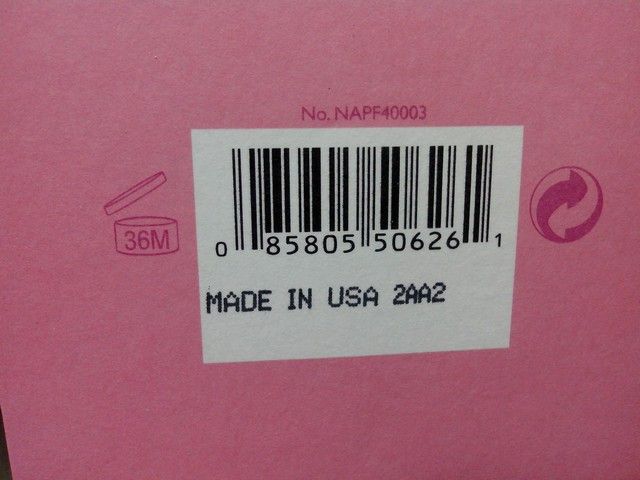 No. NAPF40003
36M
0 85805 50626 1
MADE IN USA 2AA2